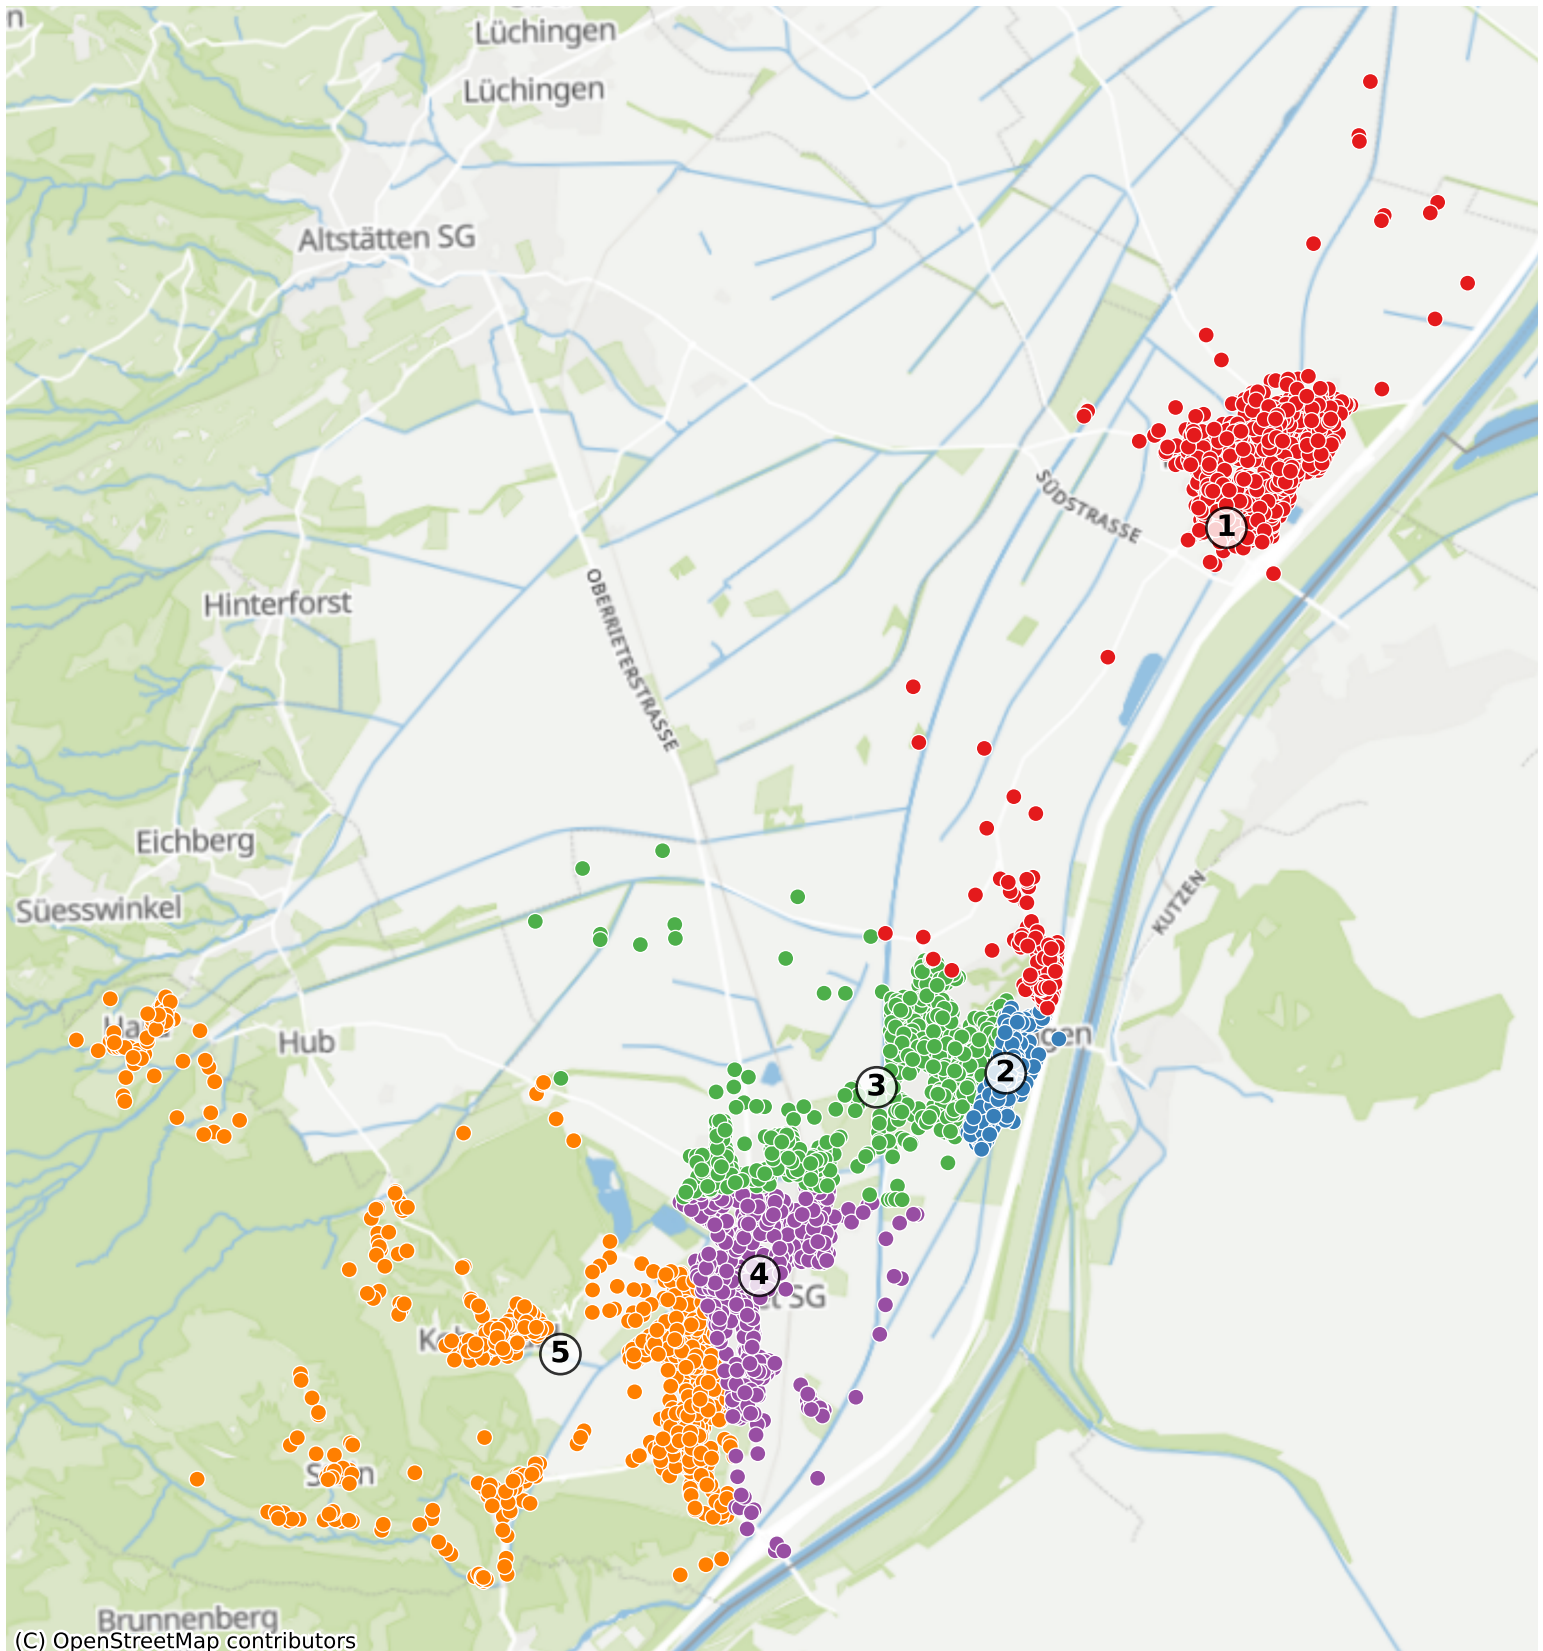 Lüchingen
Lüchingen
Altstätten SG
SÜDSTRASSE
1
OBERRIETERSTRASSE
Hinterforst
Eichberg
KUTZEN
Süesswinkel
Hub
2
3
4
SG
5
Brunnenberg
(C) OpenStreetMap contributors